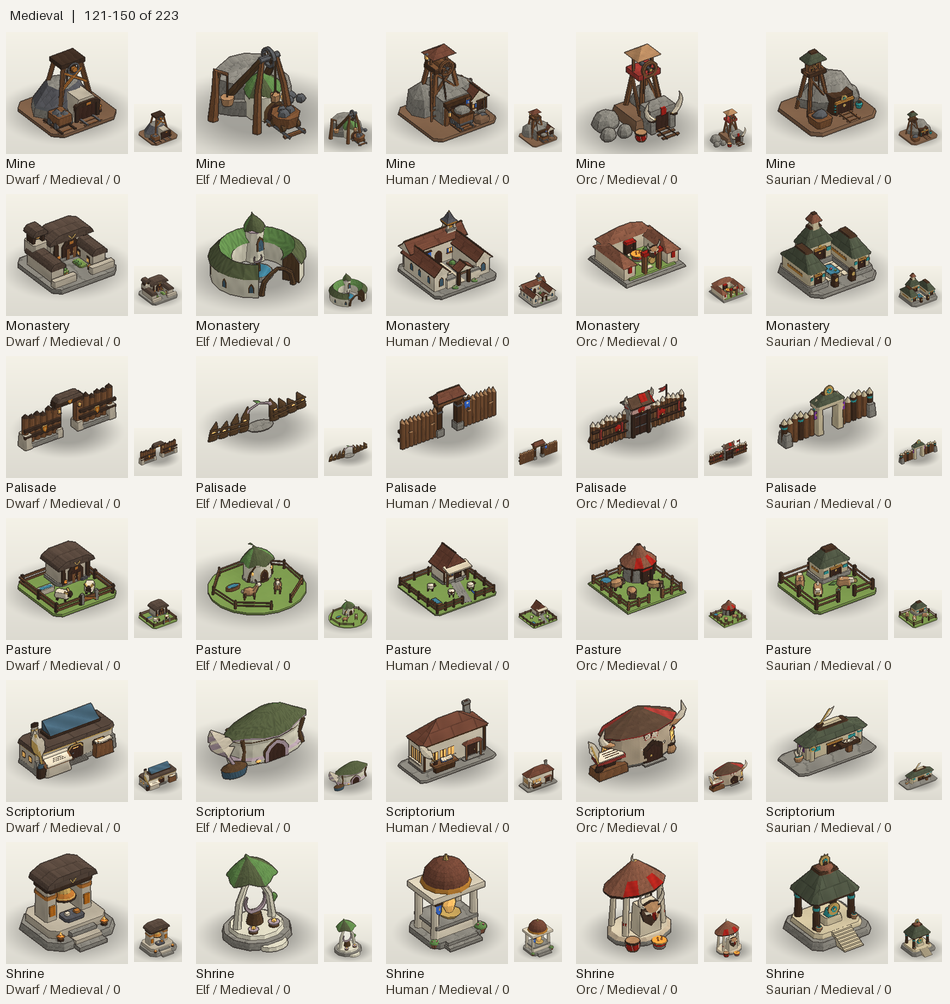 Medieval | 121-150 of 223
Mine Mine Mine Mine Mine
Dwarf / Medieval / 0 Elf / Medieval / 0 Human / Medieval / 0 Orc / Medieval / 0 Saurian / Medieval / 0
Monastery Monastery Monastery Monastery Monastery
Dwarf / Medieval / 0 Elf / Medieval / 0 Human / Medieval / 0 Orc / Medieval / 0 Saurian / Medieval / 0
Palisade Palisade Palisade Palisade Palisade
Dwarf / Medieval / 0 Elf / Medieval / 0 Human / Medieval / 0 Orc / Medieval / 0 Saurian / Medieval / 0
Pasture Pasture Pasture Pasture Pasture
Dwarf / Medieval / 0 Elf / Medieval / 0 Human / Medieval / 0 Orc / Medieval / 0 Saurian / Medieval / 0
Scriptorium Scriptorium Scriptorium Scriptorium Scriptorium
Dwarf / Medieval / 0 Elf / Medieval / 0 Human / Medieval / 0 Orc / Medieval / 0 Saurian / Medieval / 0
Shrine Shrine Shrine Shrine Shrine
Dwarf / Medieval / 0 Elf / Medieval / 0 Human / Medieval / 0 Orc / Medieval / 0 Saurian / Medieval / 0